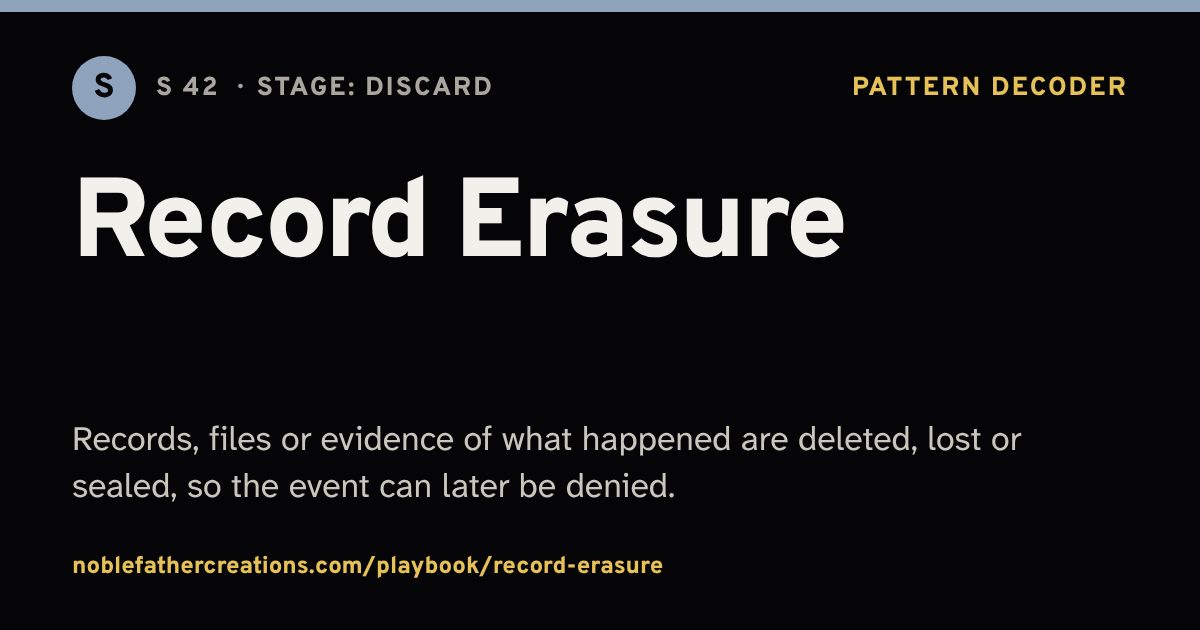 S
S 42 · STAGE: DISCARD
PATTERN DECODER
Record Erasure
Records, files or evidence of what happened are deleted, lost or
sealed, so the event can later be denied.
noblefathercreations.com/playbook/record-erasure